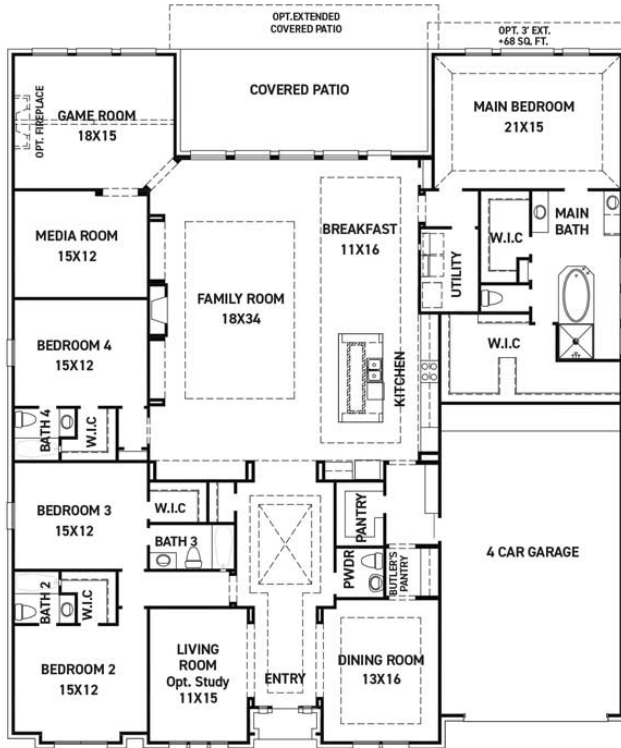 OPT.EXTENDED
COVERED PATIO
OPT. 3' EXT.
+68 SQ. FT.
COVERED PATIO
OPT. FIREPLACE
GAME ROOM
18X15
MAIN BEDROOM
21X15
MEDIA ROOM
15X12
BREAKFAST
11X16
W.I.C
MAIN
BATH
UTILITY
FAMILY ROOM
18X34
BEDROOM 4
15X12
W.I.C
KITCHEN
BATH 4
W.I.C
BEDROOM 3
15X12
W.I.C
BATH 3
PANTRY
4 CAR GARAGE
PWDR
BUTLER'S
PANTRY
BATH 2
W.I.C
BEDROOM 2
15X12
LIVING
ROOM
Opt. Study
11X15
ENTRY
DINING ROOM
13X16